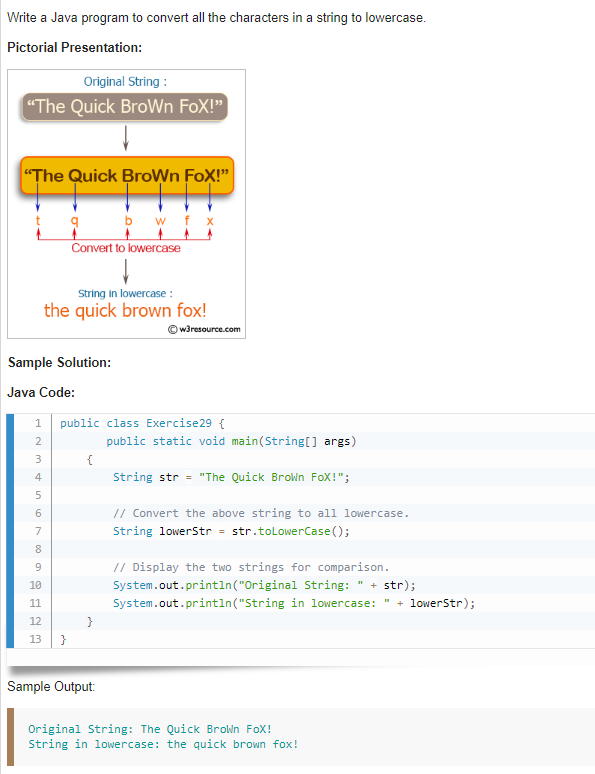 Write a Java program to convert all the characters in a string to lowercase.
Pictorial Presentation:
Original String :
“The Quick BroWn FoX!”
“The Quick BroWn FoX!”
t q b w f x
Convert to lowercase
String in lowercase :
the quick brown fox!
© w3resource.com
Sample Solution:
Java Code:
1 public class Exercise29 {
2 public static void main(String[] args)
3 {
4 String str = "The Quick BroWn FoX!";
5
6 // Convert the above string to all lowercase.
7 String lowerStr = str.toLowerCase();
8
9 // Display the two strings for comparison.
10 System.out.println("Original String: " + str);
11 System.out.println("String in lowercase: " + lowerStr);
12 }
13 }
Sample Output:
Original String: The Quick BroWn FoX!
String in lowercase: the quick brown fox!